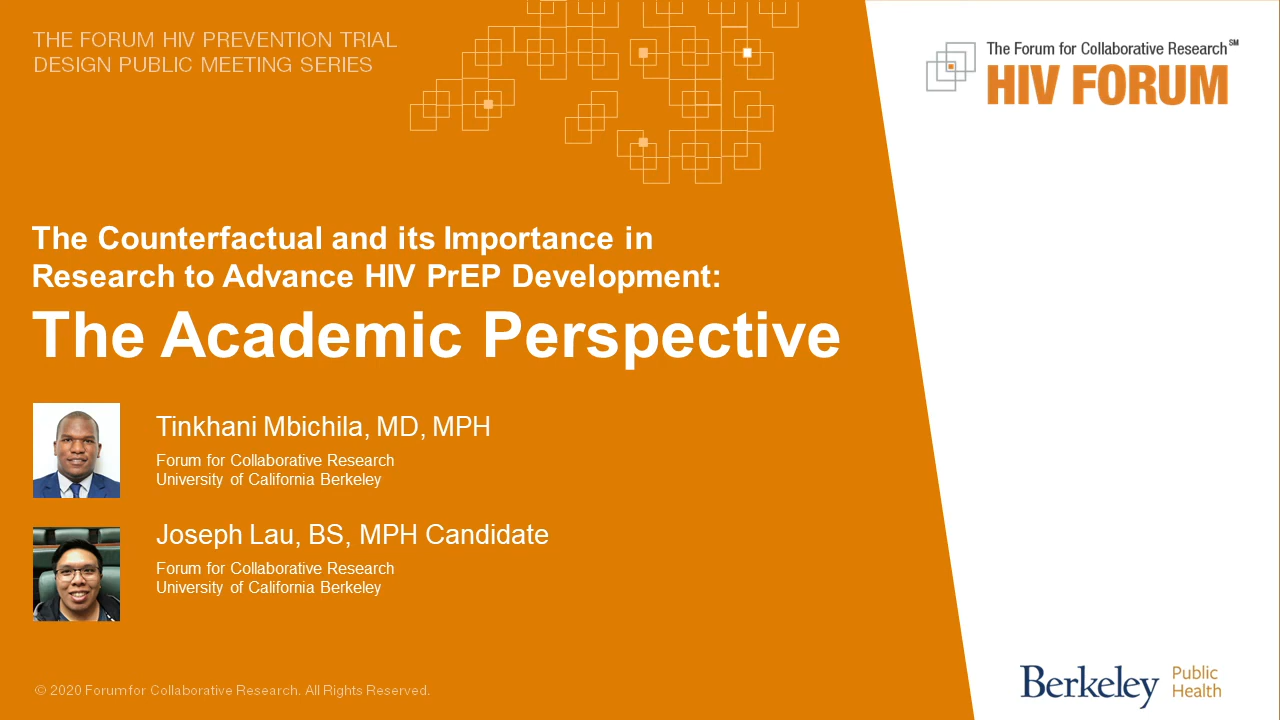 THE FORUM HIV PREVENTION TRIAL
DESIGN PUBLIC MEETING SERIES
The Forum for Collaborative Research℠
HIV FORUM
The Counterfactual and its Importance in
Research to Advance HIV PrEP Development:
The Academic Perspective
Tinkhani Mbichila, MD, MPH
Forum for Collaborative Research
University of California Berkeley
Joseph Lau, BS, MPH Candidate
Forum for Collaborative Research
University of California Berkeley
© 2020 Forum for Collaborative Research. All Rights Reserved.
Berkeley
Public
Health